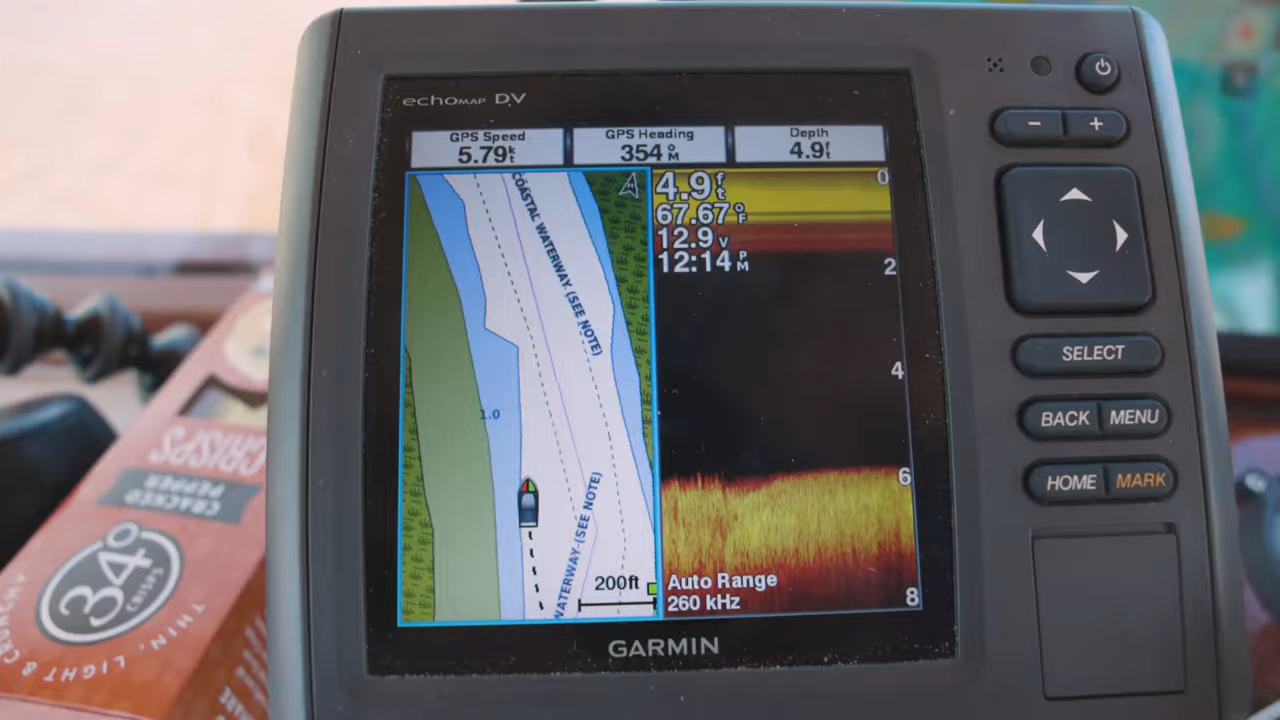 echoMAP DV
GPS Speed
5.79kt
GPS Heading
354°M
Depth
4.9ft
COASTAL WATERWAY (SEE NOTE)
1.0
WATERWAY (SEE NOTE)
200ft
4.9ft
67.67°F
12.9V
12:14PM
0
2
4
6
8
Auto Range
260 kHz
GARMIN
SELECT
BACK MENU
HOME MARK
CRISPS
CRACKED
PEPPER
34°
CRISPS
THIN, LIGHT & CRUNCHY